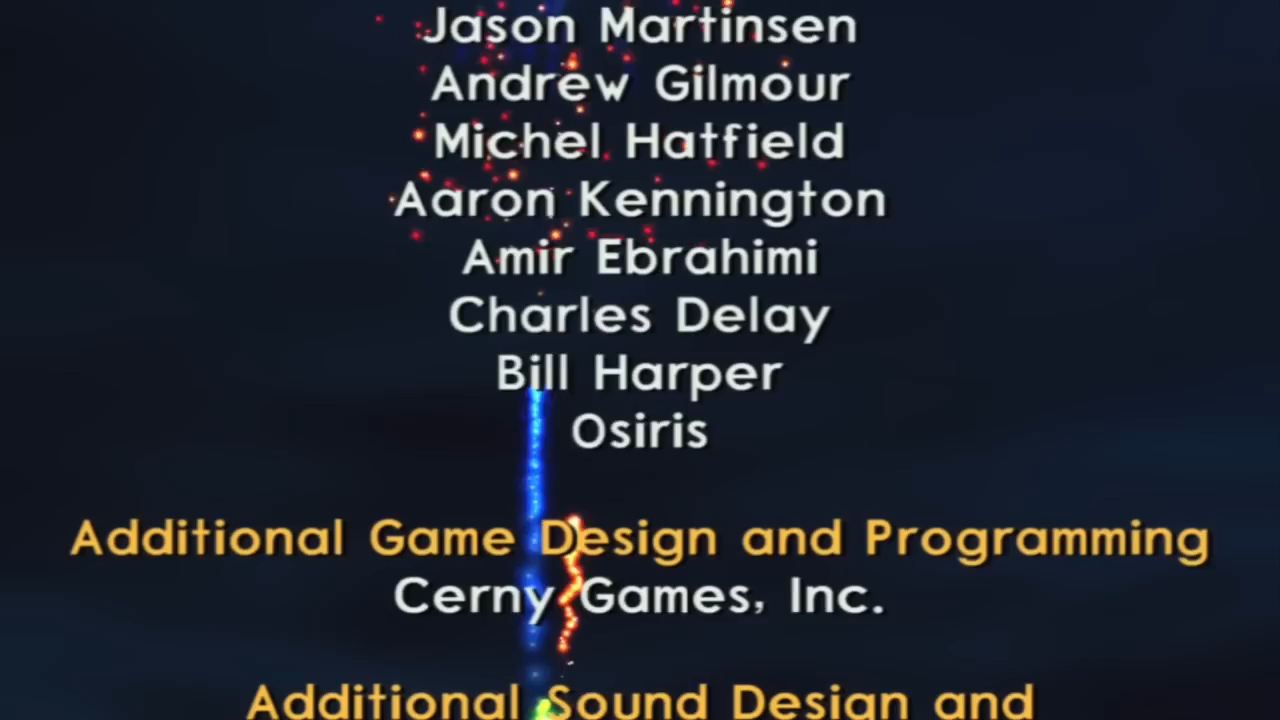 Jason Martinsen
Andrew Gilmour
Michel Hatfield
Aaron Kennington
Amir Ebrahimi
Charles Delay
Bill Harper
Osiris
Additional Game Design and Programming
Cerny Games, Inc.
Additional Sound Design and